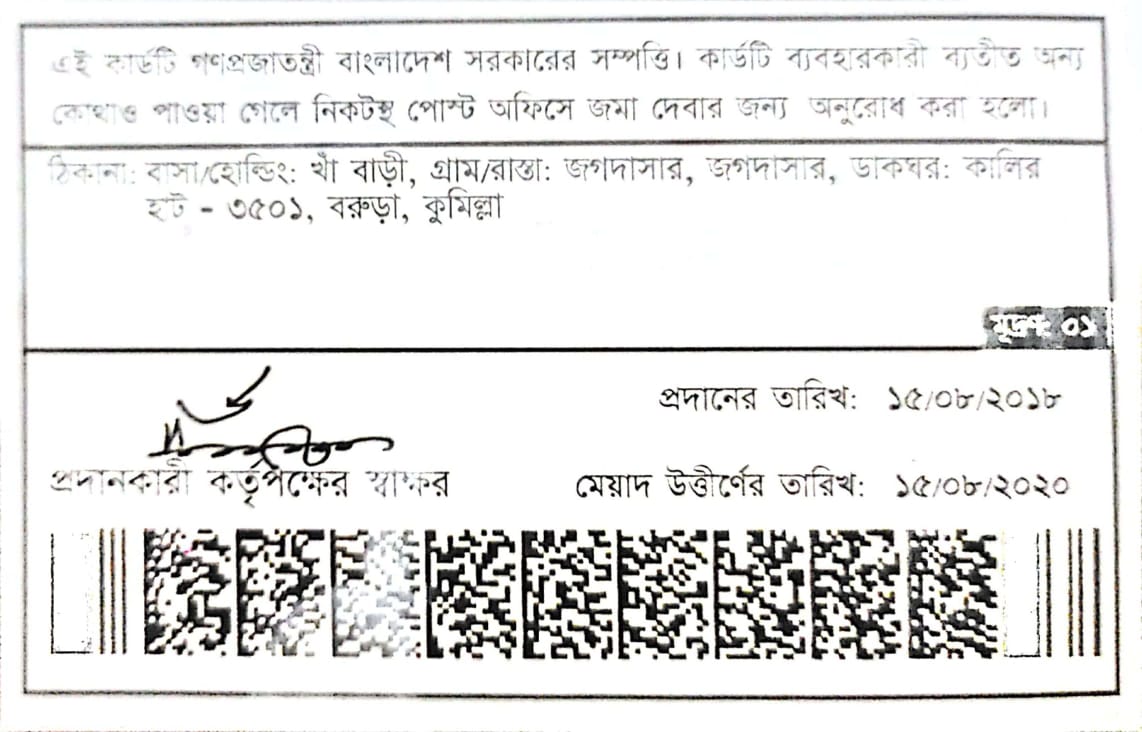 এই কার্ডটি গণপ্রজাতন্ত্রী বাংলাদেশ সরকারের সম্পত্তি। কার্ডটি ব্যবহারকারী ব্যতীত অন্য
কোথাও পাওয়া গেলে নিকটস্থ পোস্ট অফিসে জমা দেবার জন্য অনুরোধ করা হলো।
ঠিকানা: বাসা/হোল্ডিং: খাঁ বাড়ী, গ্রাম/রাস্তা: জগদাসার, জগদাসার, ডাকঘর: কালির
হাট - ৩৫০১, বরুড়া, কুমিল্লা
মুদ্রণ: ০১
প্রদানের তারিখ: ১৫/০৮/২০১৮
প্রদানকারী কর্তৃপক্ষের স্বাক্ষর
মেয়াদ উত্তীর্ণের তারিখ: ১৫/০৮/২০২০